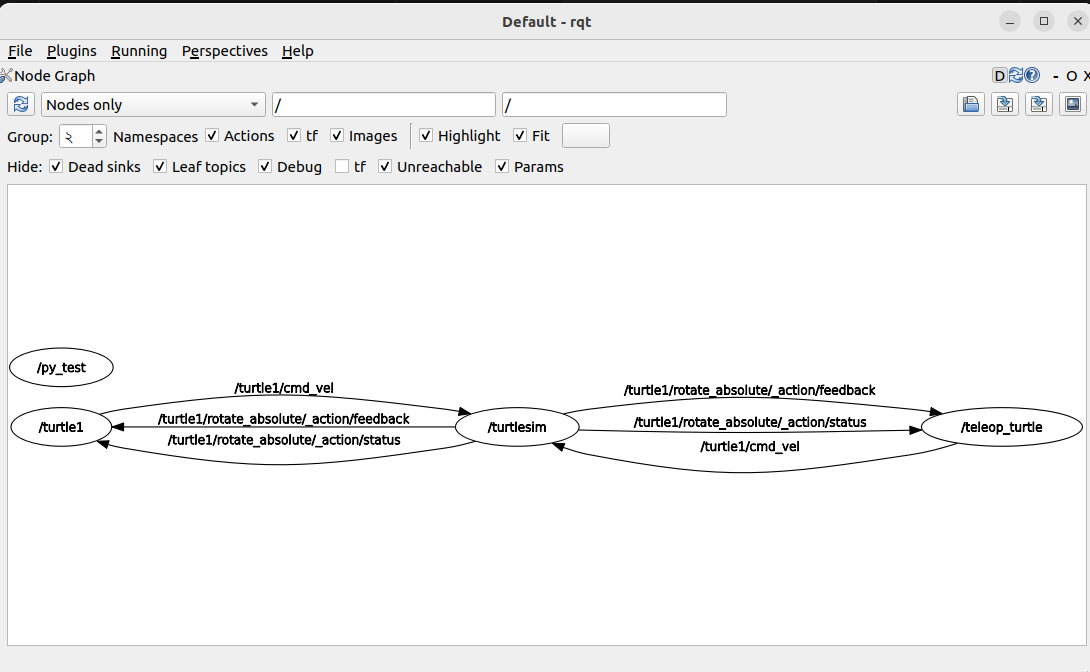 Default - rqt
File Plugins Running Perspectives Help
Node Graph D - O X
Nodes only / /
Group: २ Namespaces Actions tf Images Highlight Fit
Hide: Dead sinks Leaf topics Debug tf Unreachable Params
/py_test
/turtle1/cmd_vel
/turtle1/rotate_absolute/_action/feedback
/turtle1
/turtle1/rotate_absolute/_action/feedback
/turtle1/rotate_absolute/_action/status
/turtlesim
/turtle1/rotate_absolute/_action/status
/teleop_turtle
/turtle1/cmd_vel